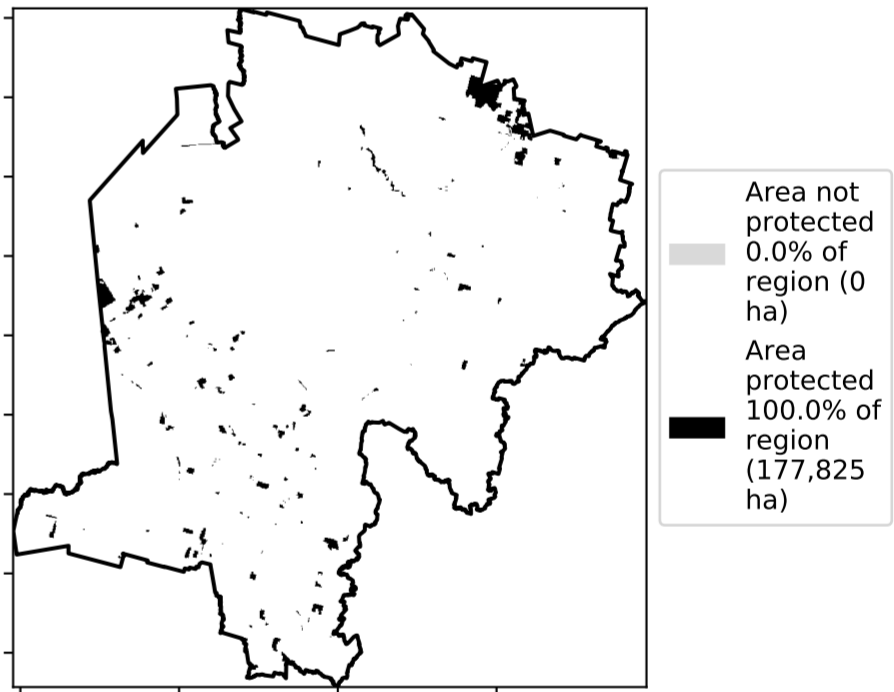 Area not
protected
0.0% of
region (0
ha)
Area
protected
100.0% of
region
(177,825
ha)